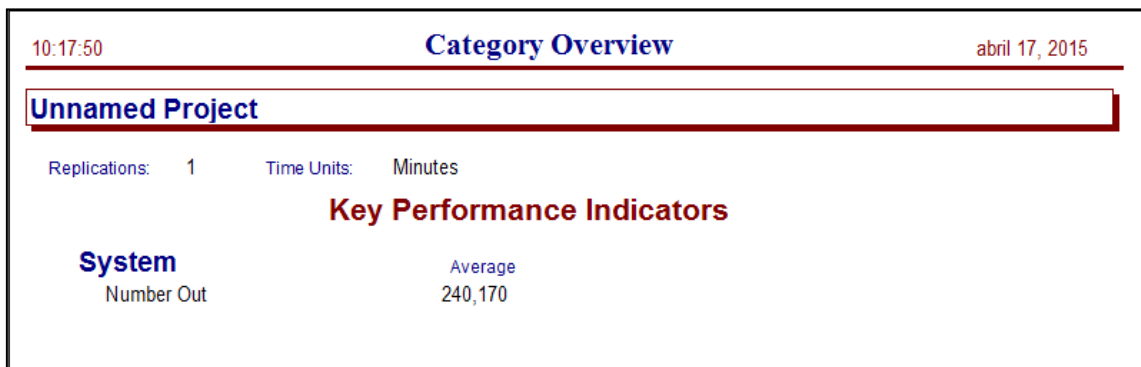 10:17:50 Category Overview abril 17, 2015
Unnamed Project
Replications: 1 Time Units: Minutes
Key Performance Indicators
System Average
Number Out 240,170